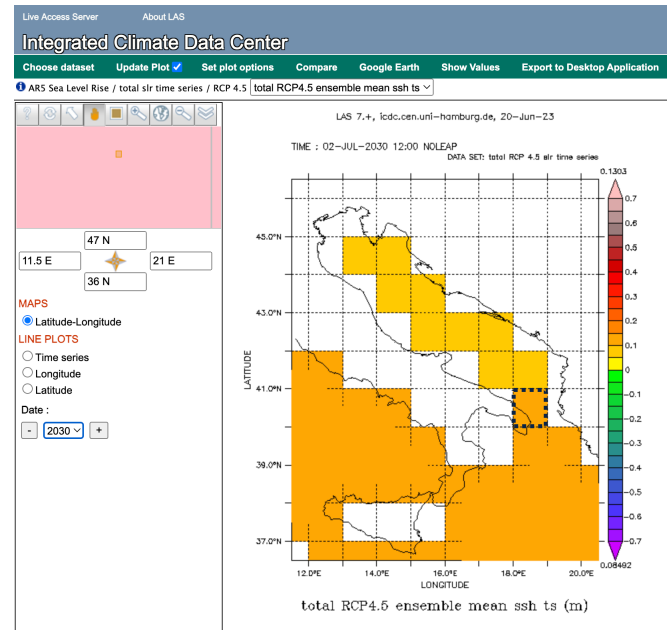 Live Access Server About LAS
Integrated Climate Data Center
Choose dataset Update Plot Set plot options Compare Google Earth Show Values Export to Desktop Application
AR5 Sea Level Rise / total slr time series / RCP 4.5 total RCP4.5 ensemble mean ssh ts
LAS 7.+, icdc.cen.uni-hamburg.de, 20-Jun-23
TIME : 02-JUL-2030 12:00 NOLEAP
DATA SET: total RCP 4.5 slr time series
47 N
11.5 E 21 E
36 N
MAPS
Latitude-Longitude
LINE PLOTS
Time series
Longitude
Latitude
Date :
- 2030 +
0.1303
0.7
0.6
0.5
0.4
0.3
0.2
0.1
0
-0.1
-0.2
-0.3
-0.4
-0.5
-0.6
-0.7
0.08492
45.0°N
43.0°N
41.0°N
39.0°N
37.0°N
LATITUDE
12.0°E 14.0°E 16.0°E 18.0°E 20.0°E
LONGITUDE
total RCP4.5 ensemble mean ssh ts (m)